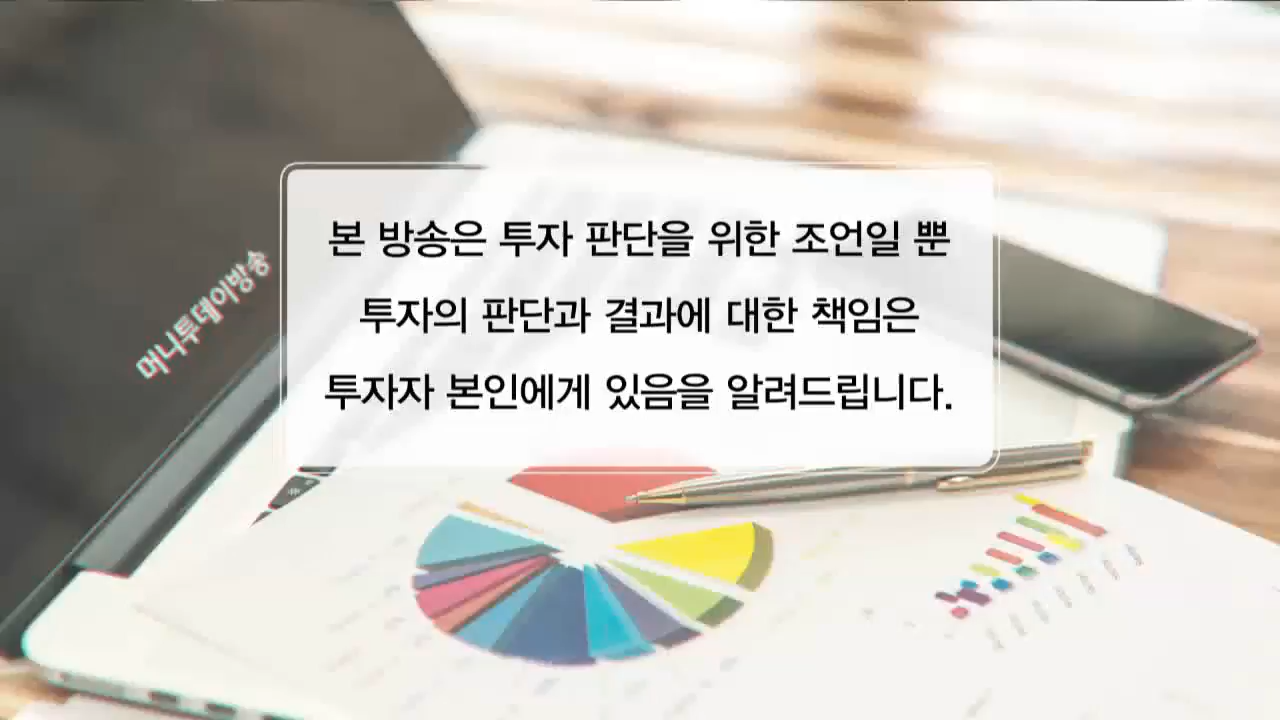 본 방송은 투자 판단을 위한 조언일 뿐
투자의 판단과 결과에 대한 책임은
투자자 본인에게 있음을 알려드립니다.
머니투데이방송